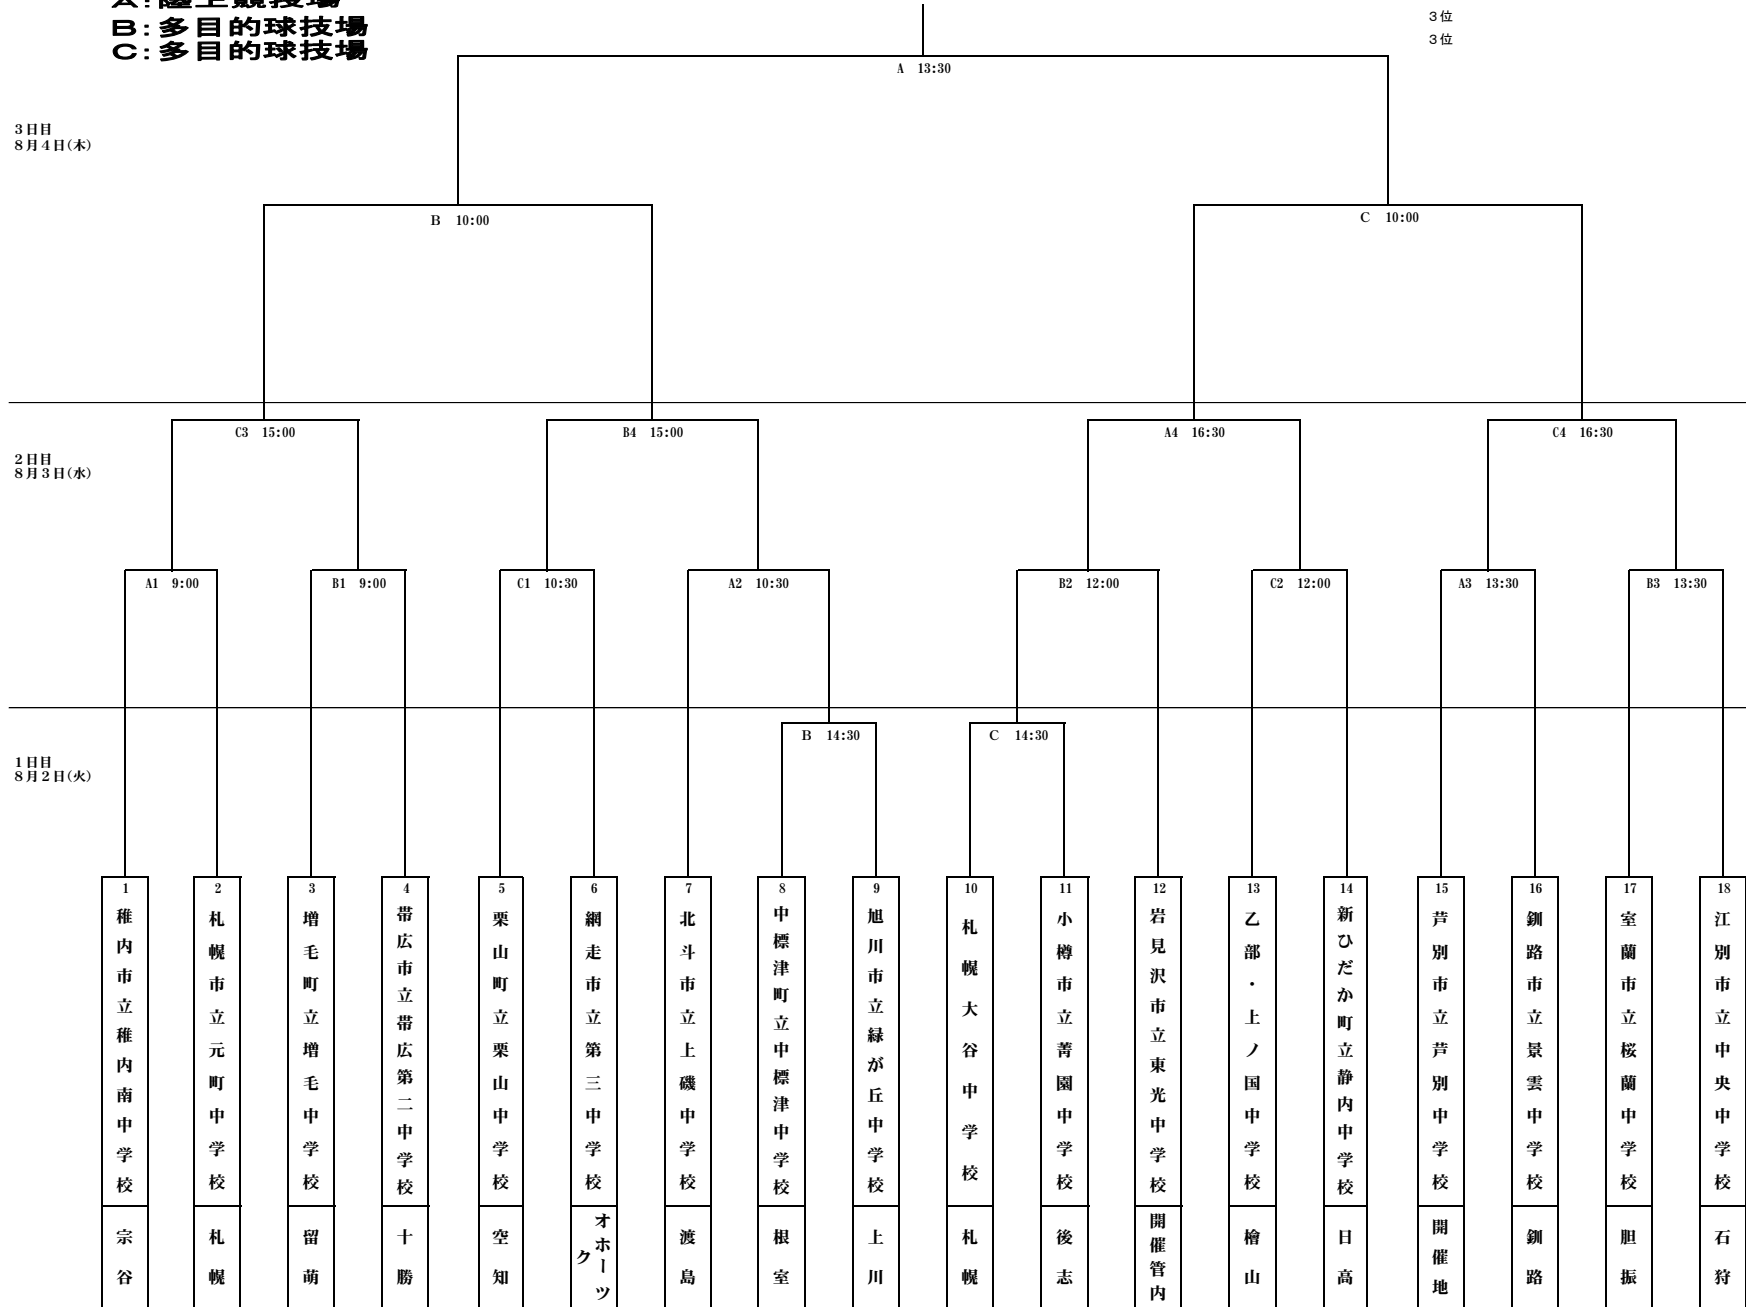 A:陸上競技場
B:多目的球技場
C:多目的球技場
3位
3位
A 13:30
3日目
8月4日(木)
B 10:00
C 10:00
C3 15:00
B4 15:00
A4 16:30
C4 16:30
2日目
8月3日(水)
A1 9:00
B1 9:00
C1 10:30
A2 10:30
B2 12:00
C2 12:00
A3 13:30
B3 13:30
B 14:30
C 14:30
1日目
8月2日(火)
1
稚内市立稚内南中学校
宗谷
2
札幌市立元町中学校
札幌
3
増毛町立増毛中学校
留萌
4
帯広市立帯広第二中学校
十勝
5
栗山町立栗山中学校
空知
6
網走市立第三中学校
オホーツ
ク
7
北斗市立上磯中学校
渡島
8
中標津町立中標津中学校
根室
9
旭川市立緑が丘中学校
上川
10
札幌大谷中学校
札幌
11
小樽市立菁園中学校
後志
12
岩見沢市立東光中学校
開催管内
13
乙部・上ノ国中学校
檜山
14
新ひだか町立静内中学校
日高
15
芦別市立芦別中学校
開催地
16
釧路市立景雲中学校
釧路
17
室蘭市立桜蘭中学校
胆振
18
江別市立中央中学校
石狩